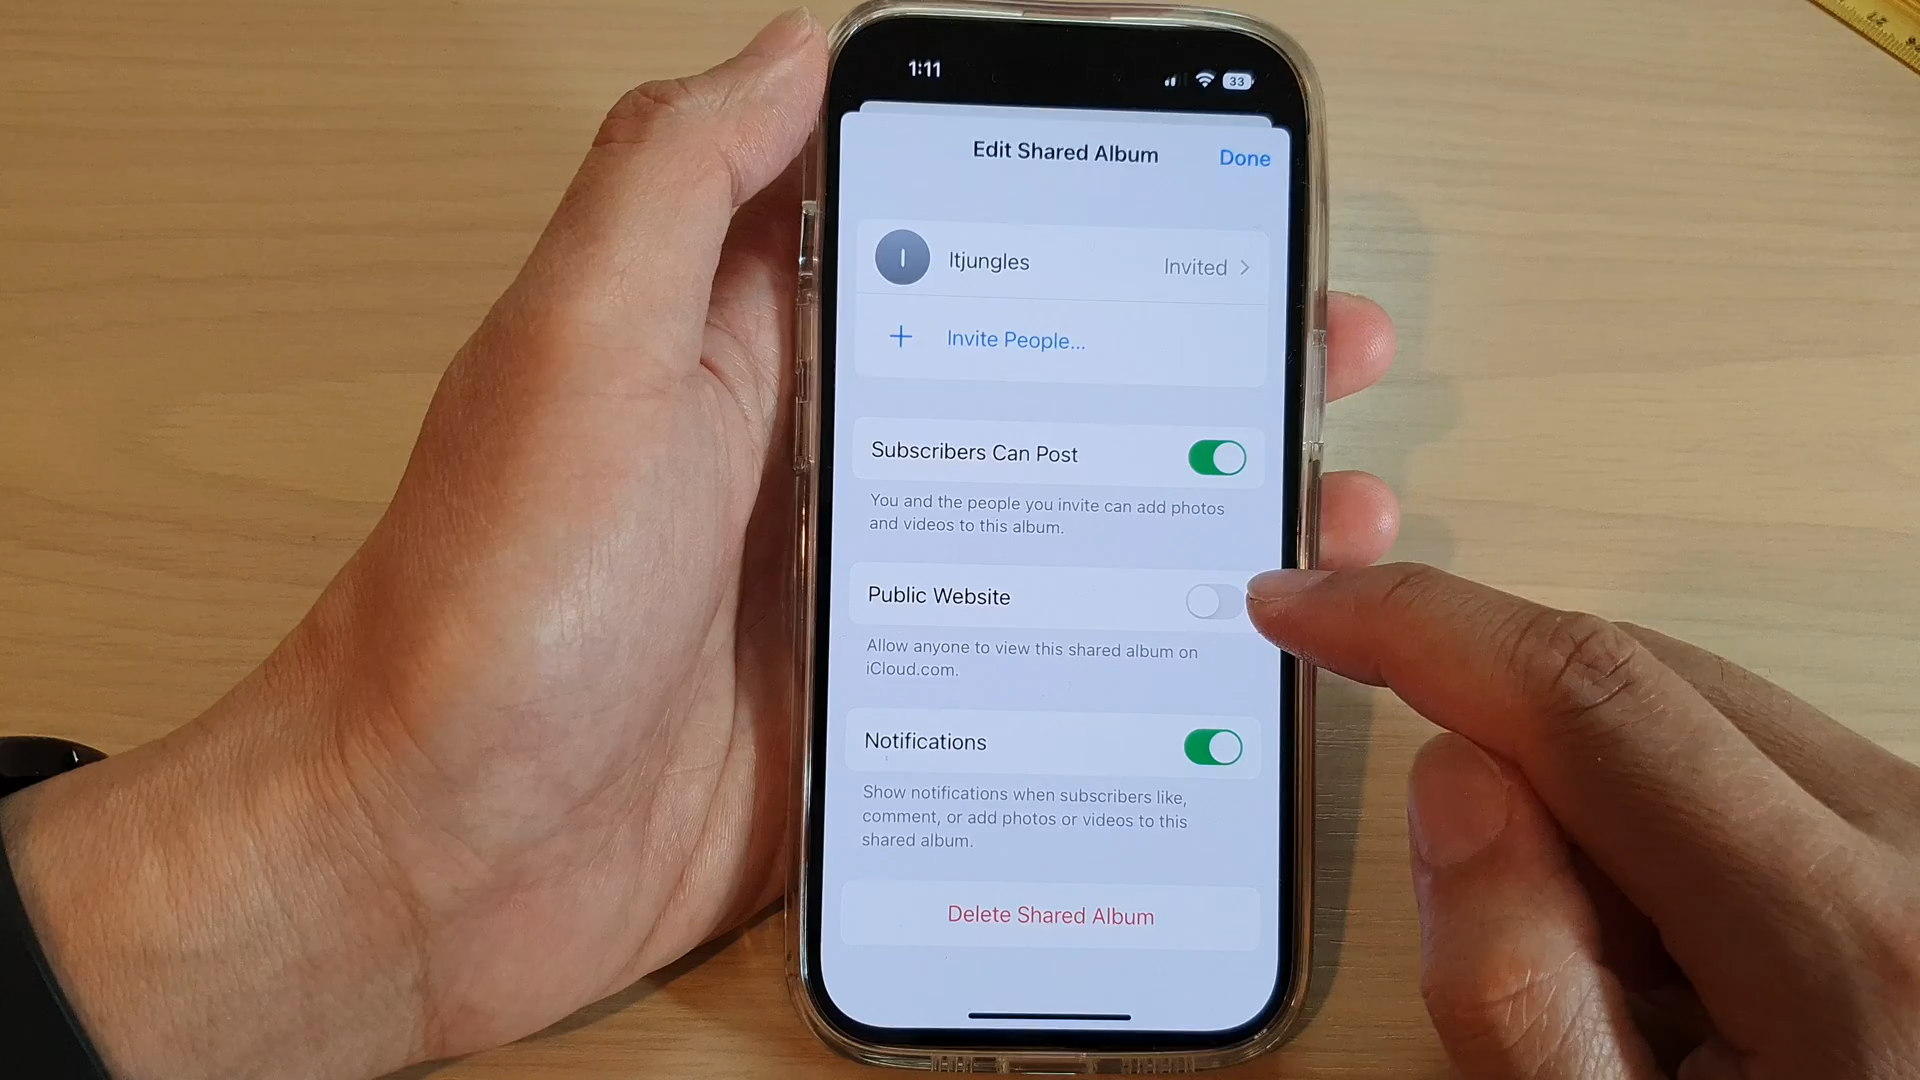 1:11
33
Edit Shared Album
Done
I
Itjungles
Invited
+ Invite People...
Subscribers Can Post
You and the people you invite can add photos
and videos to this album.
Public Website
Allow anyone to view this shared album on
iCloud.com.
Notifications
Show notifications when subscribers like,
comment, or add photos or videos to this
shared album.
Delete Shared Album